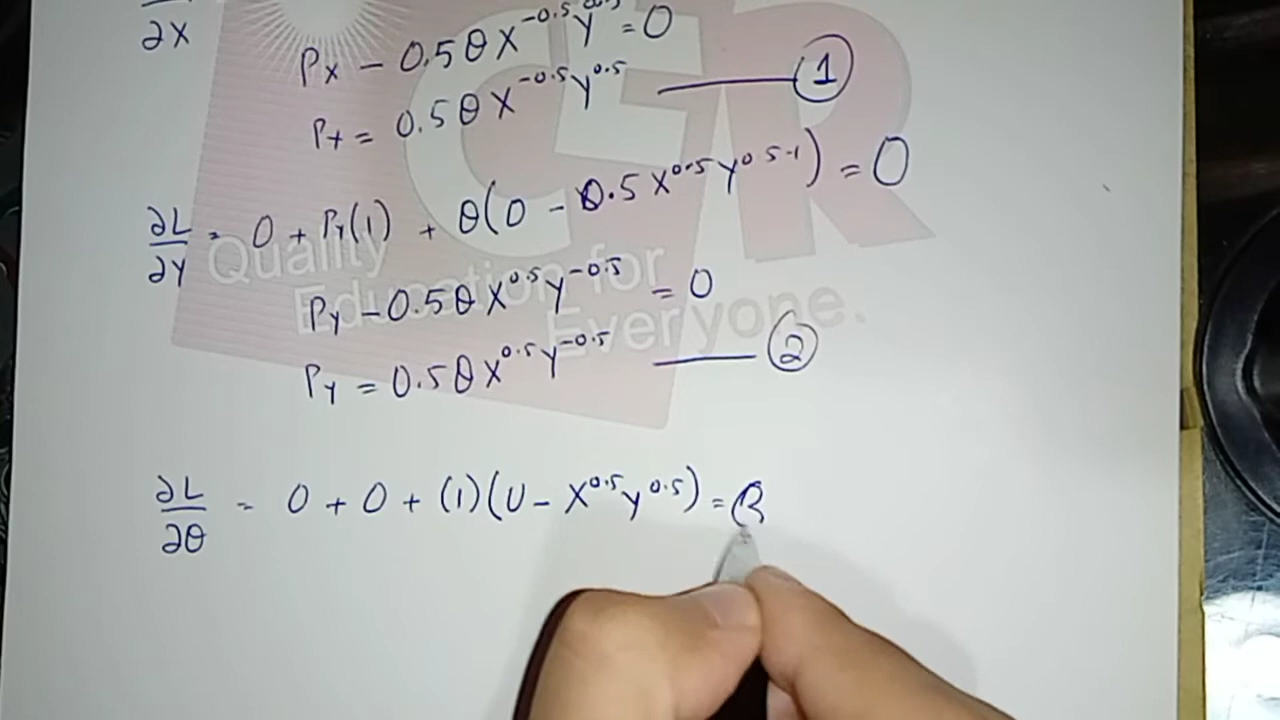 ∂X
Px - 0.5θX^-0.5 Y^0.5 = 0
Px = 0.5θX^-0.5 Y^0.5 ——— 1
∂L/∂Y = 0 + Py(1) + θ(0 - 0.5X^0.5 Y^0.5-1) = 0
Py - 0.5θX^0.5 Y^-0.5 = 0
Py = 0.5θX^0.5 Y^-0.5 ——— 2
∂L/∂θ = 0 + 0 + (1)(U - X^0.5 Y^0.5) =
CFR
Quality
Education for
Everyone.